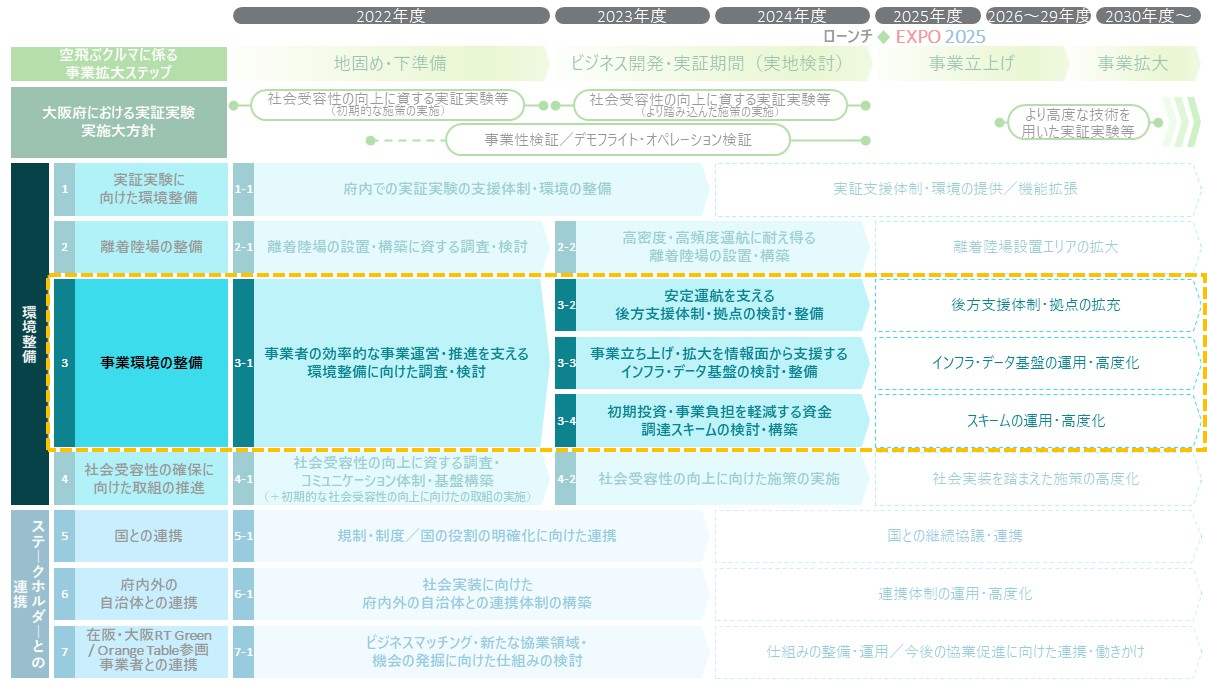 2022年度
2023年度
2024年度
2025年度
2026～29年度
2030年度～
ローンチ◆ EXPO 2025
空飛ぶクルマに係る
事業拡大ステップ
地固め・下準備
ビジネス開発・実証期間（実地検討）
事業立上げ
事業拡大
大阪府における実証実験
実施大方針
社会受容性の向上に資する実証実験等
（初期的な施策の実施）
社会受容性の向上に資する実証実験等
（より踏み込んだ施策の実施）
事業性検証／デモフライト・オペレーション検証
より高度な技術を
用いた実証実験等
環境整備
1
実証実験に
向けた環境整備
1-1
府内での実証実験の支援体制・環境の整備
実証支援体制・環境の提供／機能拡張
2
離着陸場の整備
2-1
離着陸場の設置・構築に資する調査・検討
2-2
高密度・高頻度運航に耐え得る
離着陸場の設置・構築
離着陸場設置エリアの拡大
3
事業環境の整備
3-1
事業者の効率的な事業運営・推進を支える
環境整備に向けた調査・検討
3-2
安定運航を支える
後方支援体制・拠点の検討・整備
後方支援体制・拠点の拡充
3-3
事業立ち上げ・拡大を情報面から支援する
インフラ・データ基盤の検討・整備
インフラ・データ基盤の運用・高度化
3-4
初期投資・事業負担を軽減する資金
調達スキームの検討・構築
スキームの運用・高度化
4
社会受容性の確保に
向けた取組の推進
4-1
社会受容性の向上に資する調査・
コミュニケーション体制・基盤構築
（＋初期的な社会受容性の向上に向けたの取組の実施）
4-2
社会受容性の向上に向けた施策の実施
社会実装を踏まえた施策の高度化
ステークホルダーとの
連携
5
国との連携
5-1
規制・制度／国の役割の明確化に向けた連携
国との継続協議・連携
6
府内外の
自治体との連携
6-1
社会実装に向けた
府内外の自治体との連携体制の構築
連携体制の運用・高度化
7
在阪・大阪RT Green
/ Orange Table参画
事業者との連携
7-1
ビジネスマッチング・新たな協業領域・
機会の発掘に向けた仕組みの検討
仕組みの整備・運用／今後の協業促進に向けた連携・働きかけ